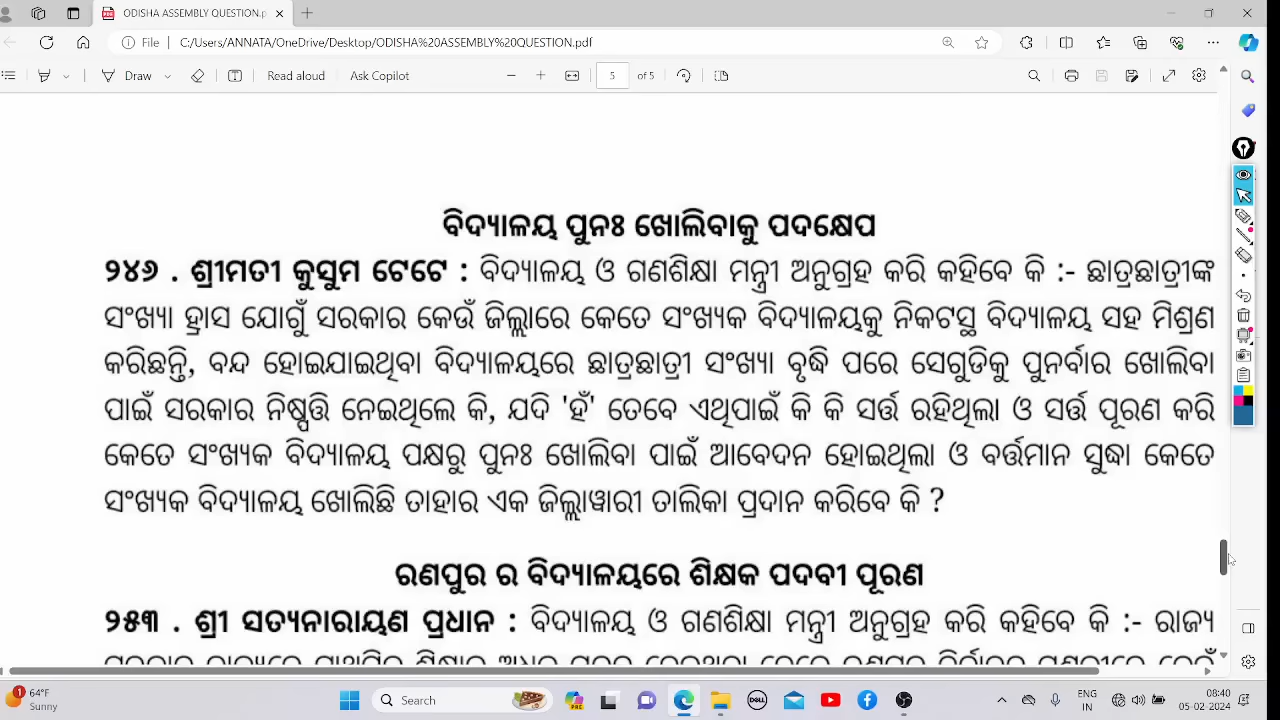 ODISHA ASSEMBLY QUESTION.p
File C:/Users/ANNATA/OneDrive/Desktop/ODISHA%20ASSEMBLY%20QUESTION.pdf
Draw Read aloud Ask Copilot 5 of 5
ବିଦ୍ୟାଳୟ ପୁନଃ ଖୋଲିବାକୁ ପଦକ୍ଷେପ
୨୪୬ . ଶ୍ରୀମତୀ କୁସୁମ ଟେଟେ : ବିଦ୍ୟାଳୟ ଓ ଗଣଶିକ୍ଷା ମନ୍ତ୍ରୀ ଅନୁଗ୍ରହ କରି କହିବେ କି :- ଛାତ୍ରଛାତ୍ରୀଙ୍କ
ସଂଖ୍ୟା ହ୍ରାସ ଯୋଗୁଁ ସରକାର କେଉଁ ଜିଲ୍ଲାରେ କେତେ ସଂଖ୍ୟକ ବିଦ୍ୟାଳୟକୁ ନିକଟସ୍ଥ ବିଦ୍ୟାଳୟ ସହ ମିଶ୍ରଣ
କରିଛନ୍ତି, ବନ୍ଦ ହୋଇଯାଇଥିବା ବିଦ୍ୟାଳୟରେ ଛାତ୍ରଛାତ୍ରୀ ସଂଖ୍ୟା ବୃଦ୍ଧି ପରେ ସେଗୁଡିକୁ ପୁନର୍ବାର ଖୋଲିବା
ପାଇଁ ସରକାର ନିଷ୍ପତ୍ତି ନେଇଥିଲେ କି, ଯଦି 'ହଁ' ତେବେ ଏଥିପାଇଁ କି କି ସର୍ତ୍ତ ରହିଥିଲା ଓ ସର୍ତ୍ତ ପୂରଣ କରି
କେତେ ସଂଖ୍ୟକ ବିଦ୍ୟାଳୟ ପକ୍ଷରୁ ପୁନଃ ଖୋଲିବା ପାଇଁ ଆବେଦନ ହୋଇଥିଲା ଓ ବର୍ତ୍ତମାନ ସୁଦ୍ଧା କେତେ
ସଂଖ୍ୟକ ବିଦ୍ୟାଳୟ ଖୋଲିଛି ତାହାର ଏକ ଜିଲ୍ଲାୱାରୀ ତାଲିକା ପ୍ରଦାନ କରିବେ କି ?
ରଣପୁର ର ବିଦ୍ୟାଳୟରେ ଶିକ୍ଷକ ପଦବୀ ପୂରଣ
୨୫୩ . ଶ୍ରୀ ସତ୍ୟନାରାୟଣ ପ୍ରଧାନ : ବିଦ୍ୟାଳୟ ଓ ଗଣଶିକ୍ଷା ମନ୍ତ୍ରୀ ଅନୁଗ୍ରହ କରି କହିବେ କି :- ରାଜ୍ୟ
1 64°F Search DELL ENG 08:40
Sunny IN 05-02-2024